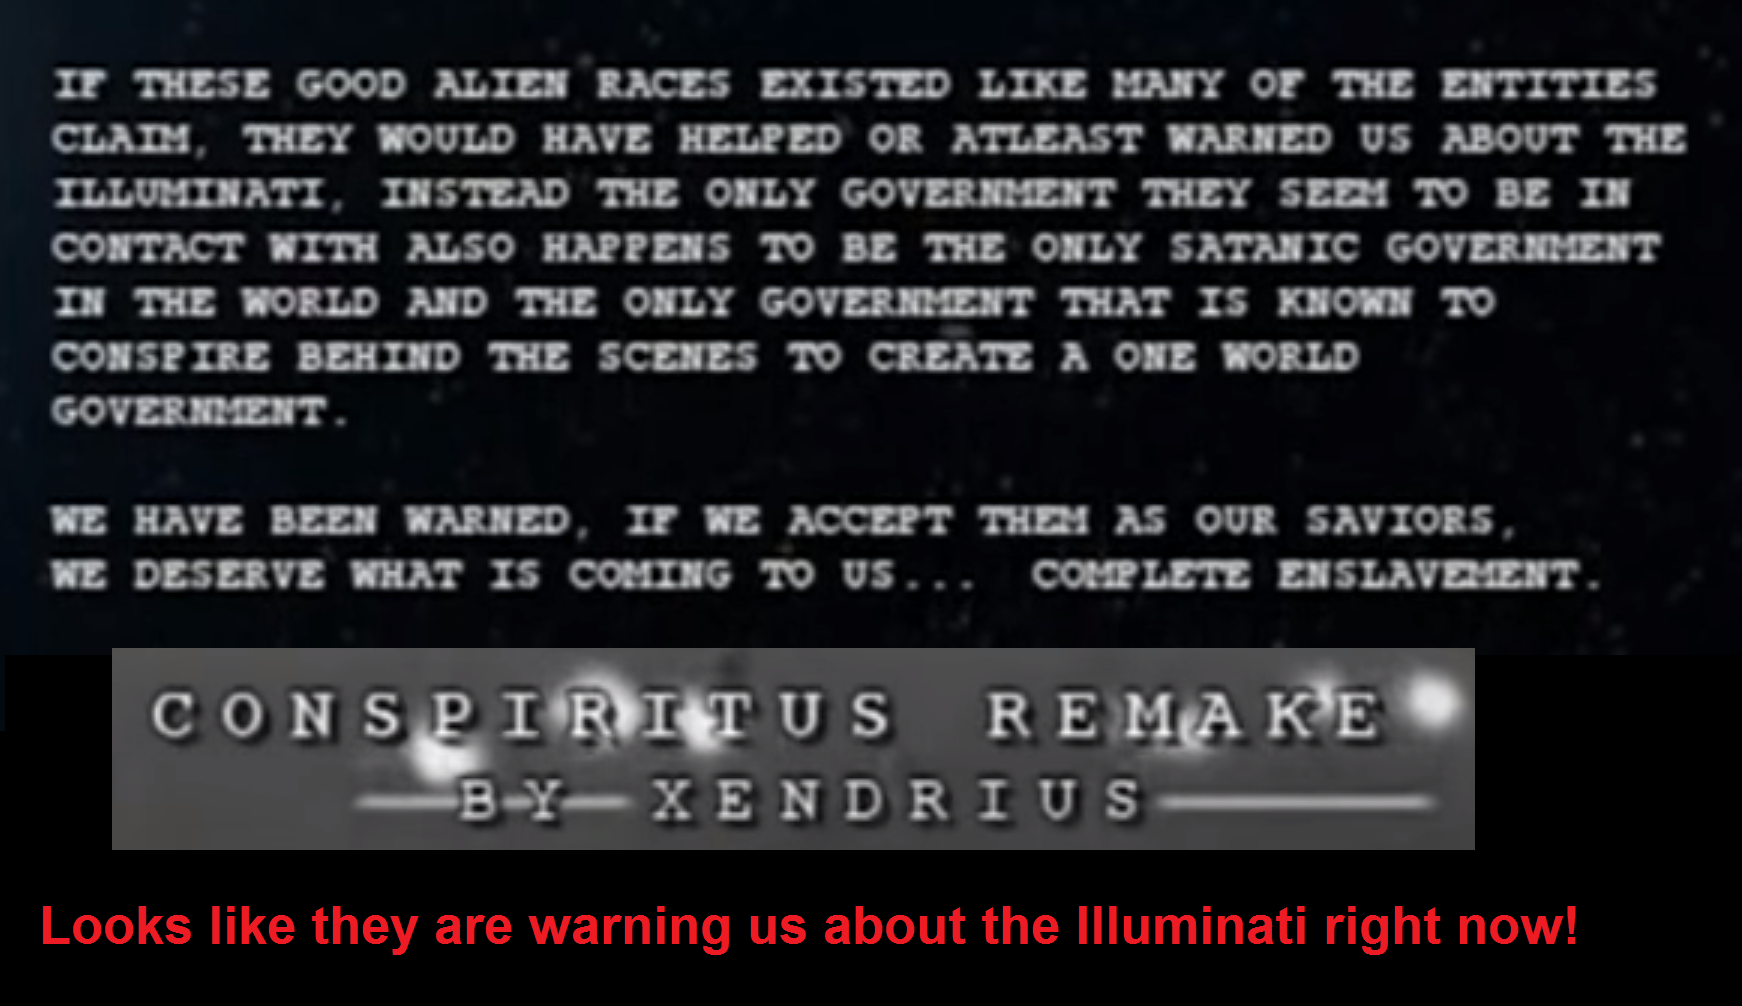 IF THESE GOOD ALIEN RACES EXISTED LIKE MANY OF THE ENTITIES
CLAIM, THEY WOULD HAVE HELPED OR ATLEAST WARNED US ABOUT THE
ILLUMINATI, INSTEAD THE ONLY GOVERNMENT THEY SEEM TO BE IN
CONTACT WITH ALSO HAPPENS TO BE THE ONLY SATANIC GOVERNMENT
IN THE WORLD AND THE ONLY GOVERNMENT THAT IS KNOWN TO
CONSPIRE BEHIND THE SCENES TO CREATE A ONE WORLD
GOVERNMENT.
WE HAVE BEEN WARNED, IF WE ACCEPT THEM AS OUR SAVIORS,
WE DESERVE WHAT IS COMING TO US... COMPLETE ENSLAVEMENT.
CONSPIRITUS REMAKE
BY XENDRIUS
Looks like they are warning us about the Illuminati right now!